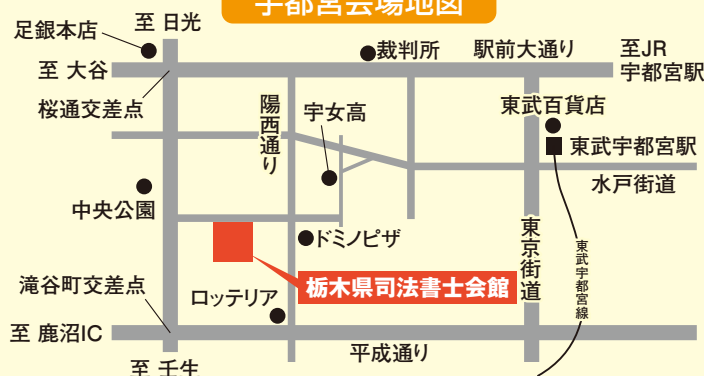 宇都宮会場地図
足銀本店
至 日光
裁判所
駅前大通り
至JR
宇都宮駅
至 大谷
桜通交差点
陽西通り
宇女高
東武百貨店
東武宇都宮駅
水戸街道
中央公園
ドミノピザ
東京街道
東武宇都宮線
滝谷町交差点
ロッテリア
栃木県司法書士会館
至 鹿沼IC
平成通り
至 壬生